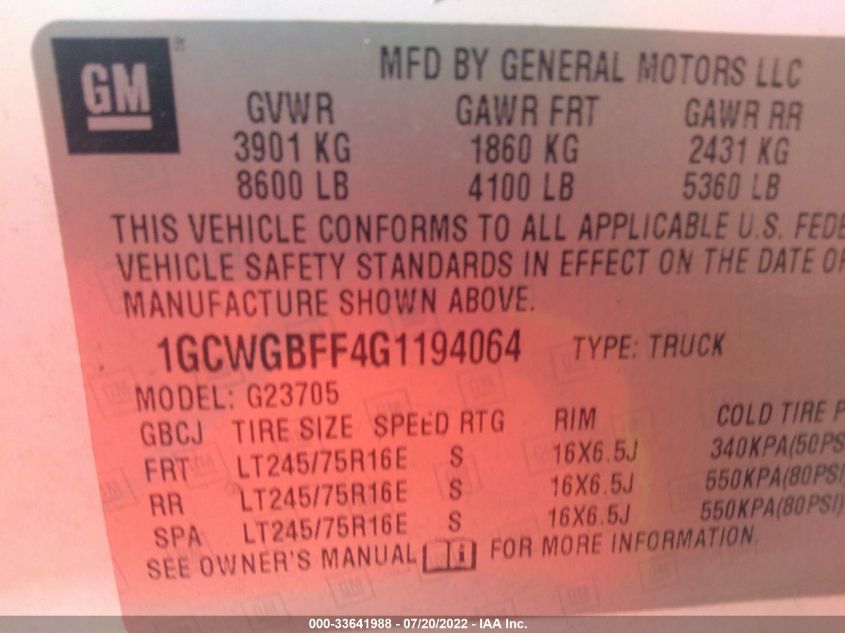 GM
MFD BY GENERAL MOTORS LLC
GVWR GAWR FRT GAWR RR
3901 KG 1860 KG 2431 KG
8600 LB 4100 LB 5360 LB
THIS VEHICLE CONFORMS TO ALL APPLICABLE U.S. FEDE
VEHICLE SAFETY STANDARDS IN EFFECT ON THE DATE OF
MANUFACTURE SHOWN ABOVE.
1GCWGBFF4G1194064 TYPE: TRUCK
MODEL: G23705
GBCJ TIRE SIZE SPEED RTG RIM COLD TIRE P
FRT LT245/75R16E S 16X6.5J 340KPA(50PS
RR LT245/75R16E S 16X6.5J 550KPA(80PSI)
SPA LT245/75R16E S 16X6.5J 550KPA(80PSI)
SEE OWNER'S MANUAL i FOR MORE INFORMATION.
000-33641988 - 07/20/2022 - IAA Inc.